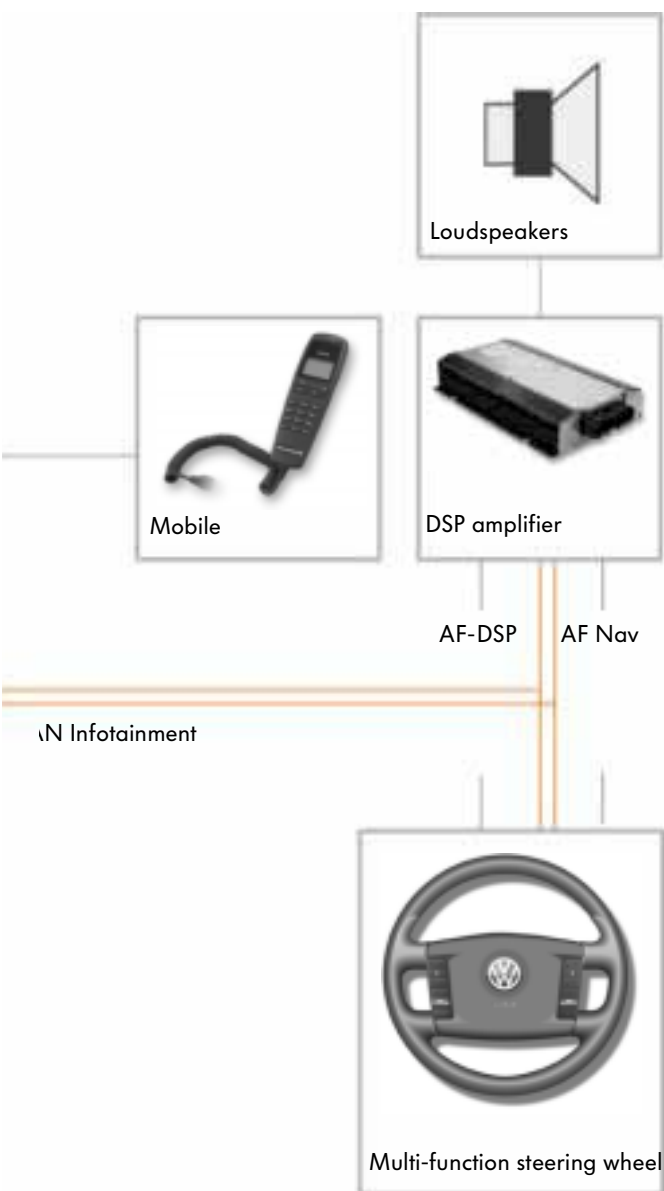 Loudspeakers
Mobile
DSP amplifier
AF-DSP
AF Nav
N Infotainment
Multi-function steering wheel